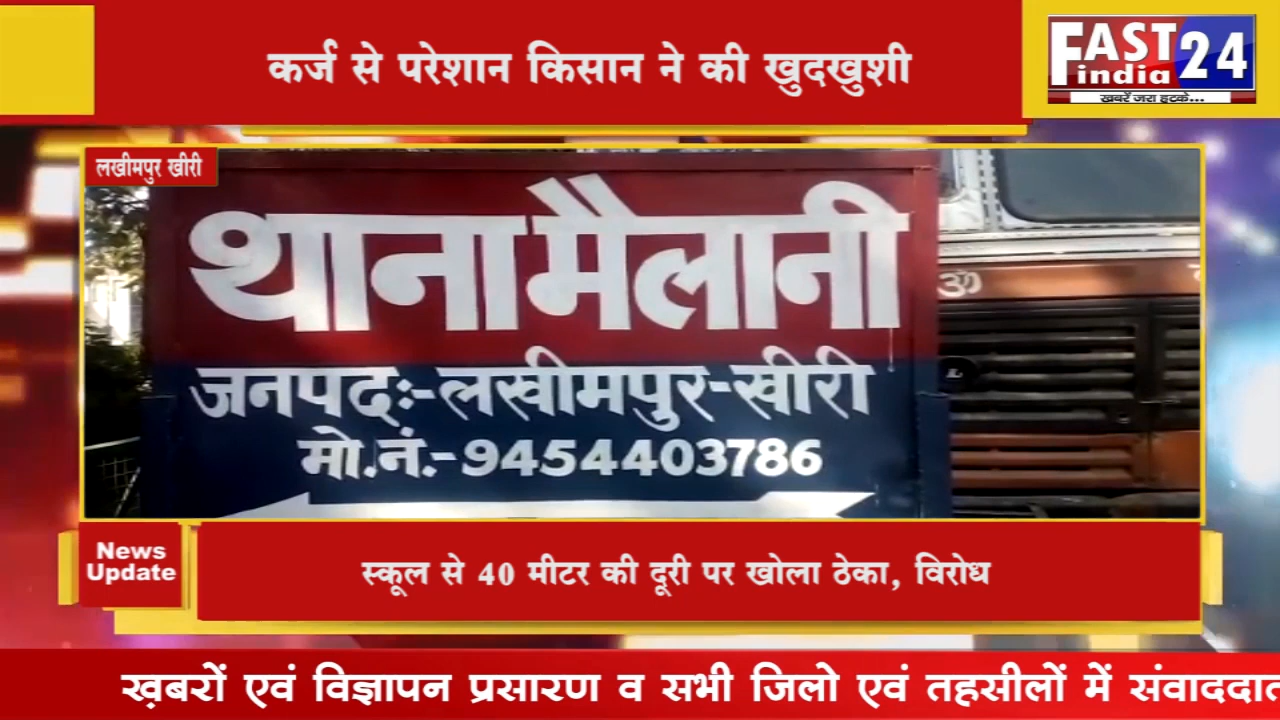 कर्ज से परेशान किसान ने की खुदखुशी
FAST india 24
खबरें जरा हटके...
लखीमपुर खीरी
थाना मैलानी
जनपदः-लखीमपुर-खीरी
मो.नं.-9454403786
ॐ
News Update
स्कूल से 40 मीटर की दूरी पर खोला ठेका, विरोध
ख़बरों एवं विज्ञापन प्रसारण व सभी जिलो एवं तहसीलों में संवाददात